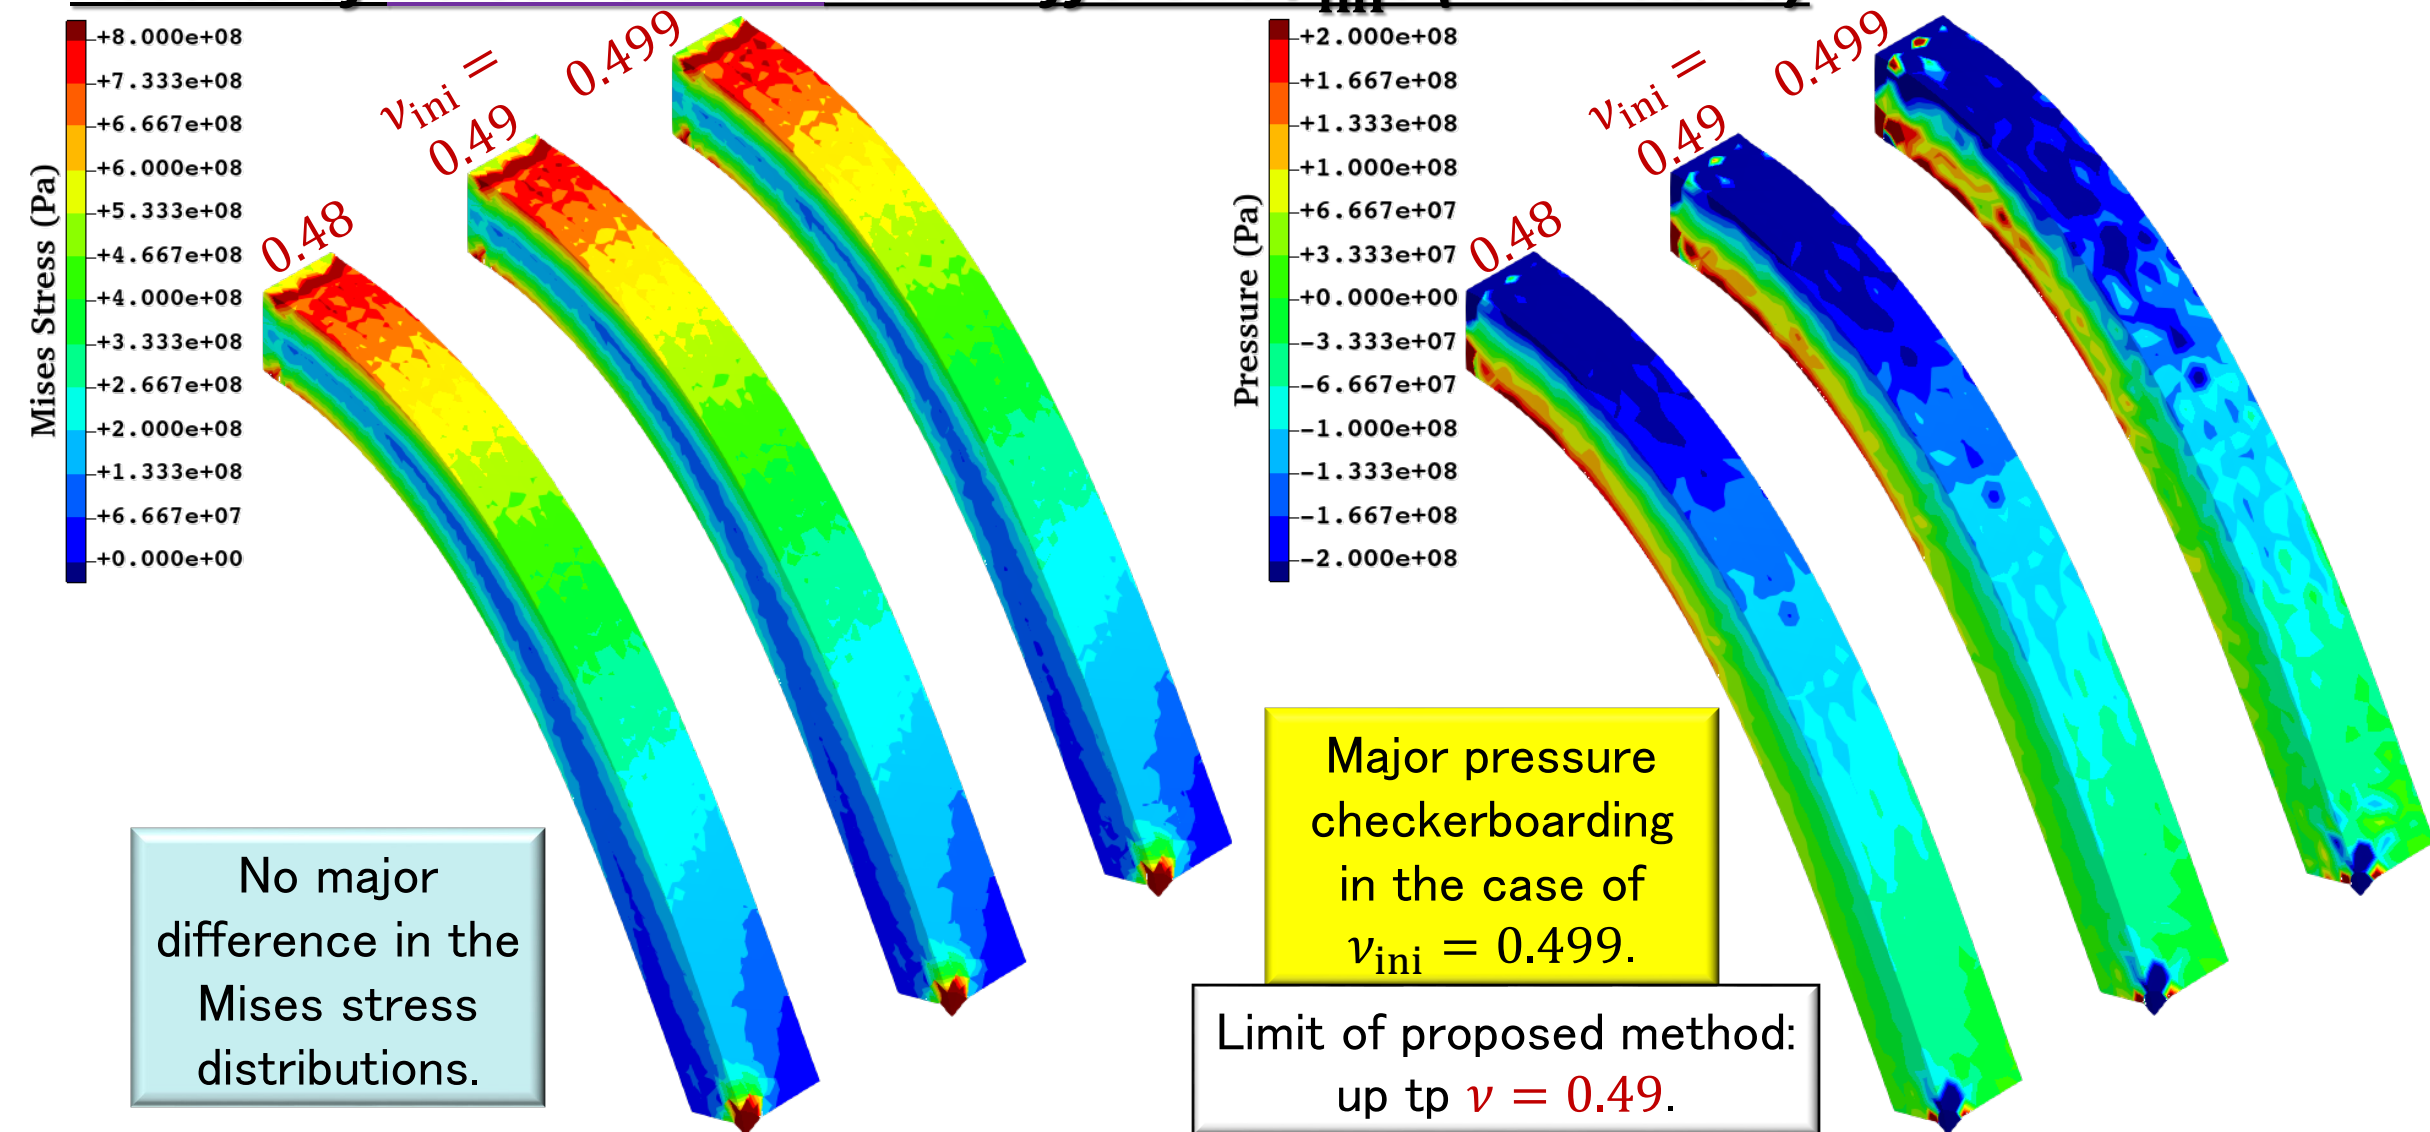 Mises Stress (Pa)
+8.000e+08
+7.333e+08
+6.667e+08
+6.000e+08
+5.333e+08
+4.667e+08
+4.000e+08
+3.333e+08
+2.667e+08
+2.000e+08
+1.333e+08
+6.667e+07
+0.000e+00
νini =
0.48
0.49
0.499
No major
difference in the
Mises stress
distributions.
Pressure (Pa)
+2.000e+08
+1.667e+08
+1.333e+08
+1.000e+08
+6.667e+07
+3.333e+07
+0.000e+00
-3.333e+07
-6.667e+07
-1.000e+08
-1.333e+08
-1.667e+08
-2.000e+08
νini =
0.48
0.49
0.499
Major pressure
checkerboarding
in the case of
νini = 0.499.
Limit of proposed method:
up tp ν = 0.49.